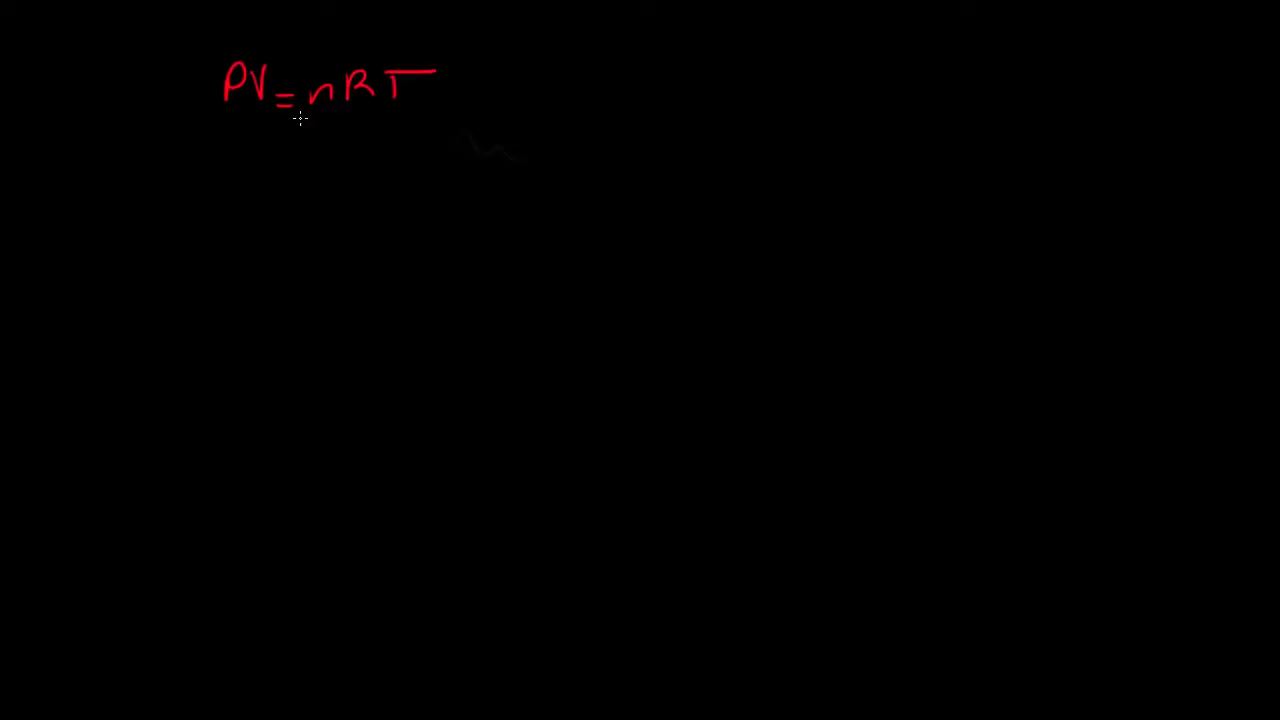 PV = nRT